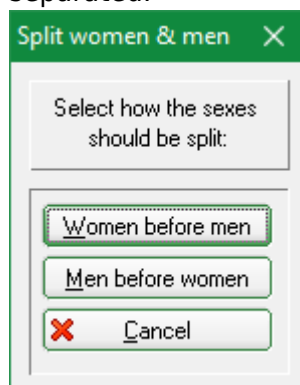 Split women & men
Select how the sexes
should be split:
Women before men
Men before women
Cancel